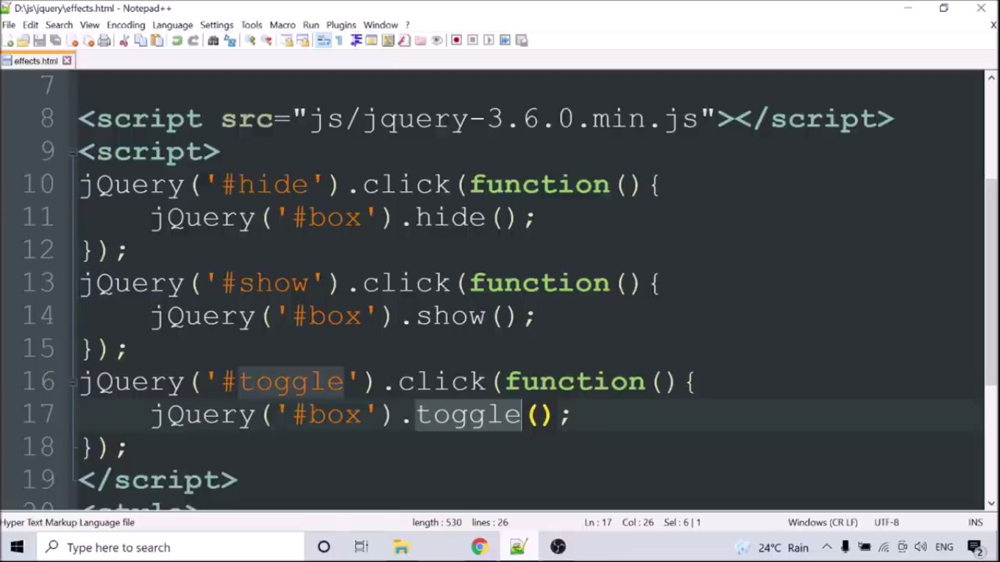 D:\js\jquery\effects.html - Notepad++
File Edit Search View Encoding Language Settings Tools Macro Run Plugins Window ? X
effects.html
7
8 <script src="js/jquery-3.6.0.min.js"></script>
9 <script>
10 jQuery('#hide').click(function(){
11 jQuery('#box').hide();
12 });
13 jQuery('#show').click(function(){
14 jQuery('#box').show();
15 });
16 jQuery('#toggle').click(function(){
17 jQuery('#box').toggle();
18 });
19 </script>
20 <style>
Hyper Text Markup Language file length : 530 lines : 26 Ln : 17 Col : 26 Sel : 6 | 1 Windows (CR LF) UTF-8 INS
Type here to search 24°C Rain ENG 2